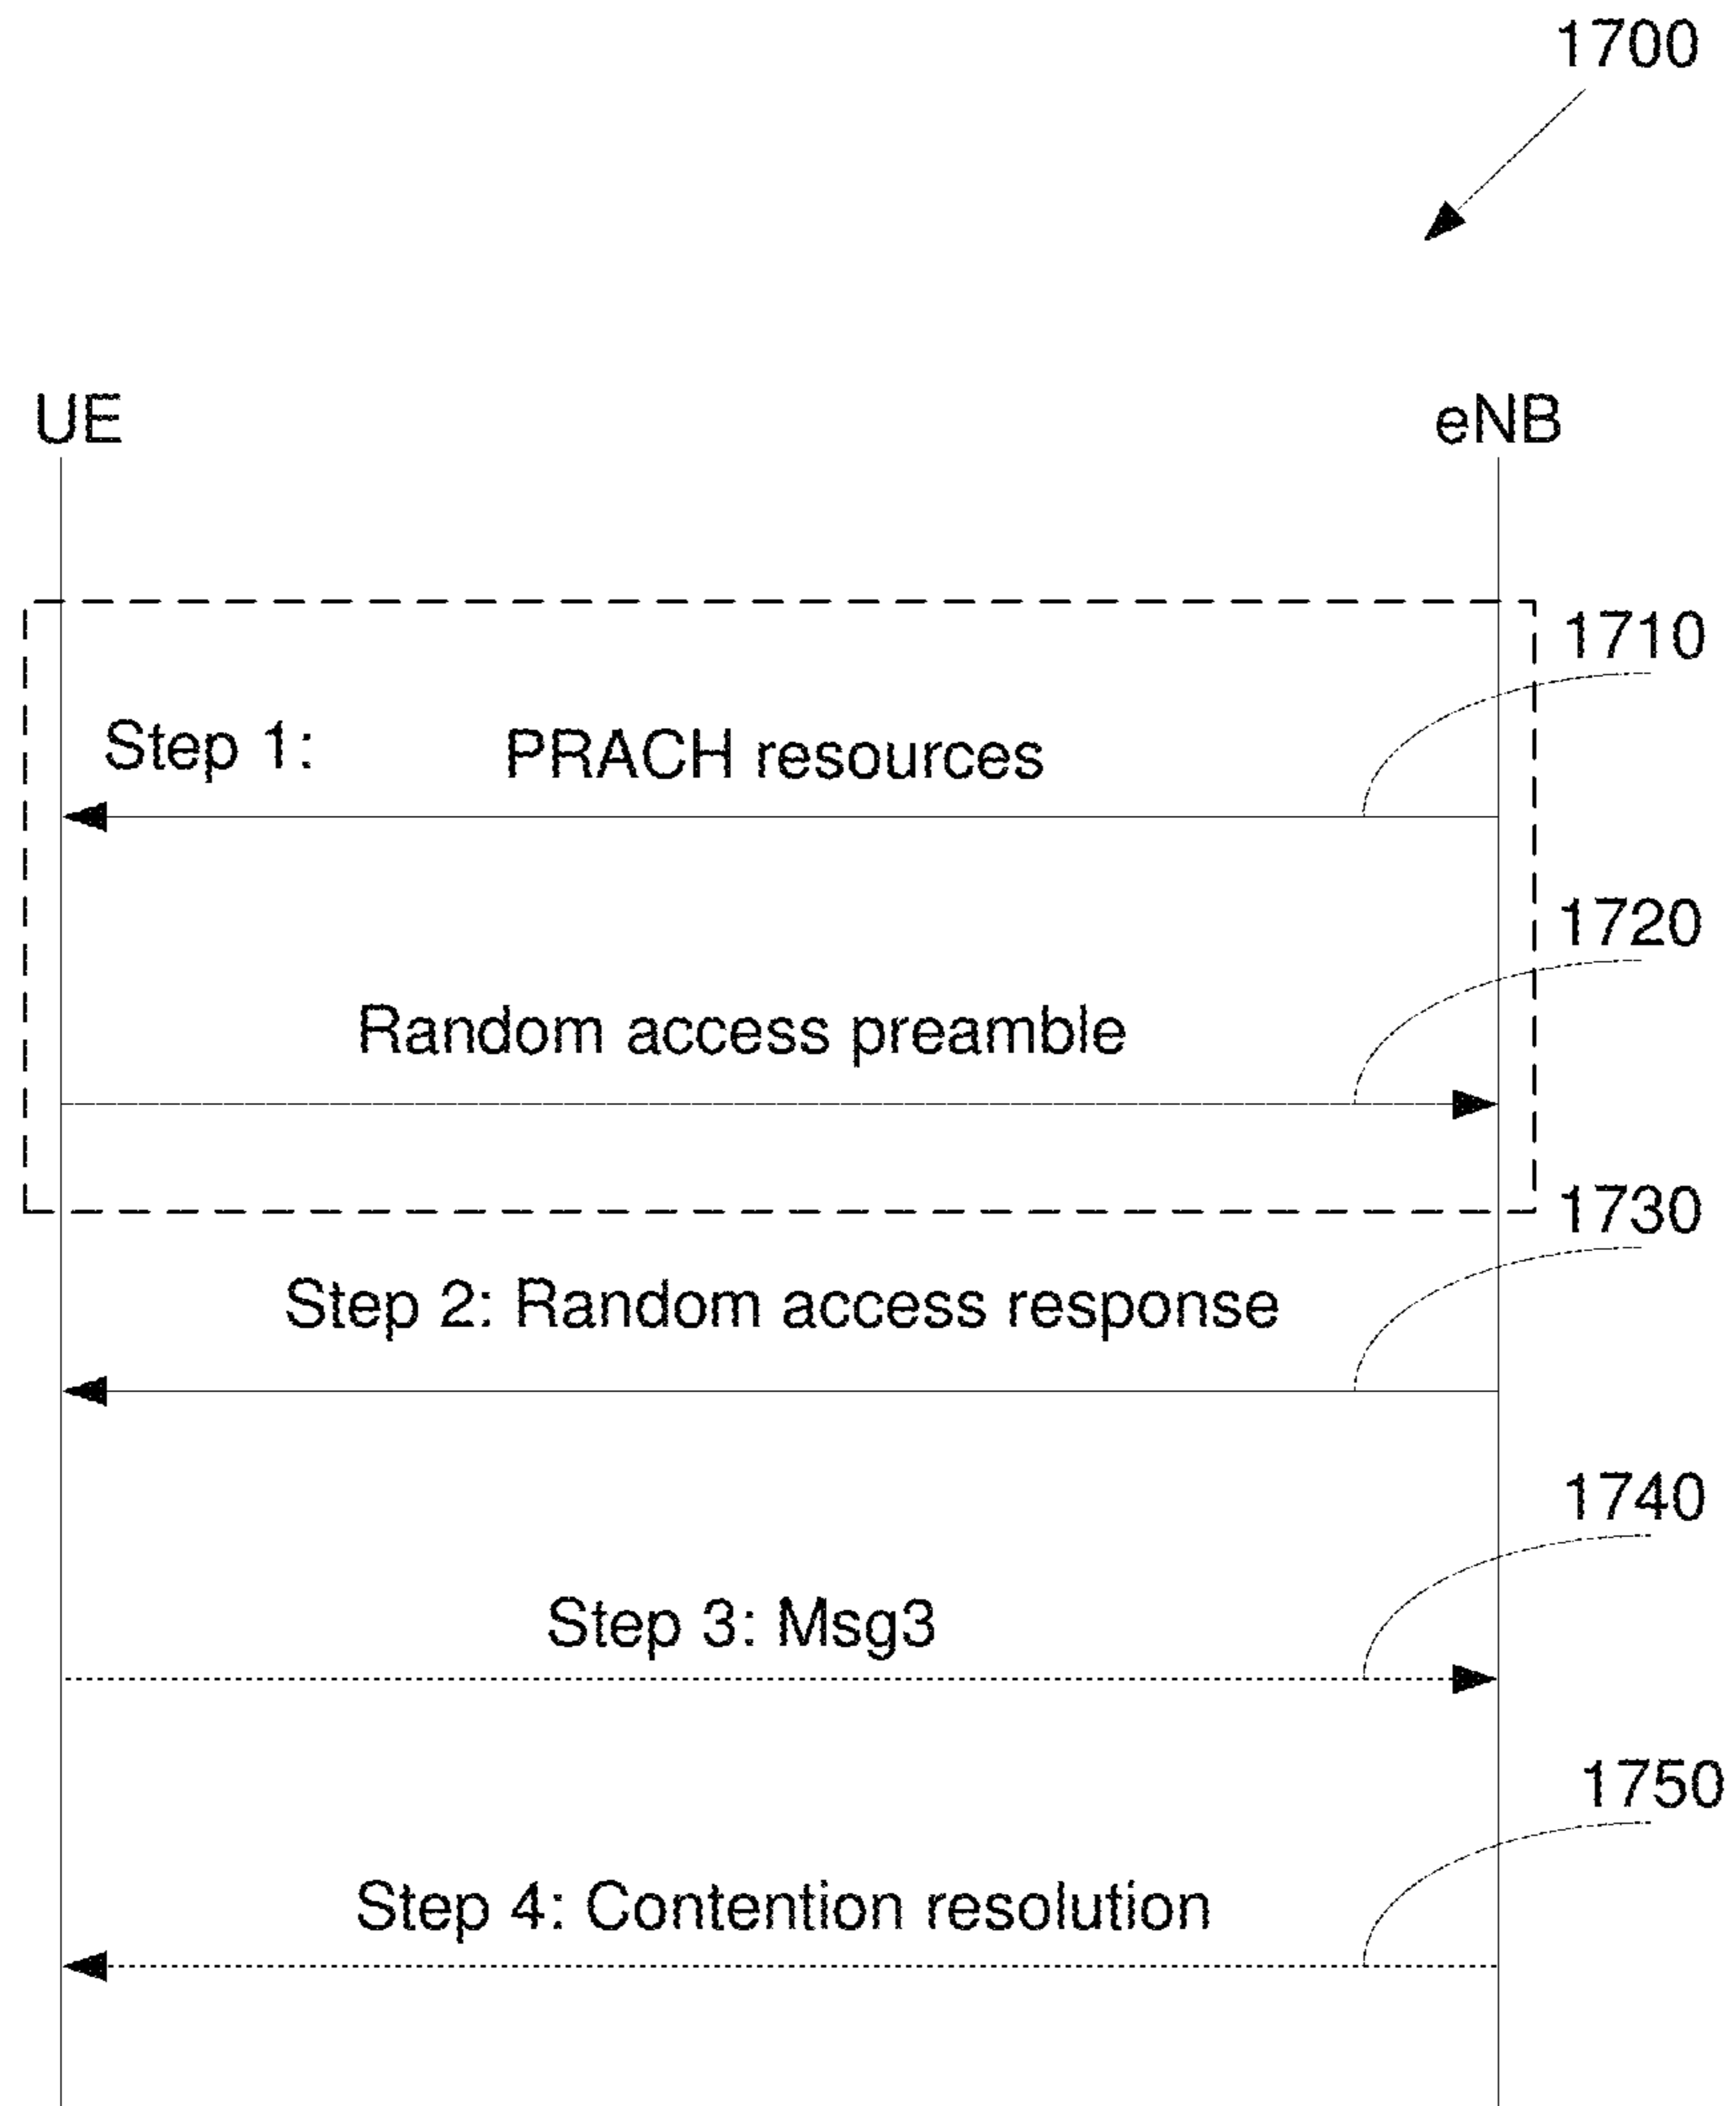 1700
UE
eNB
1710
Step 1:
PRACH resources
1720
Random access preamble
1730
Step 2: Random access response
1740
Step 3: Msg3
1750
Step 4: Contention resolution